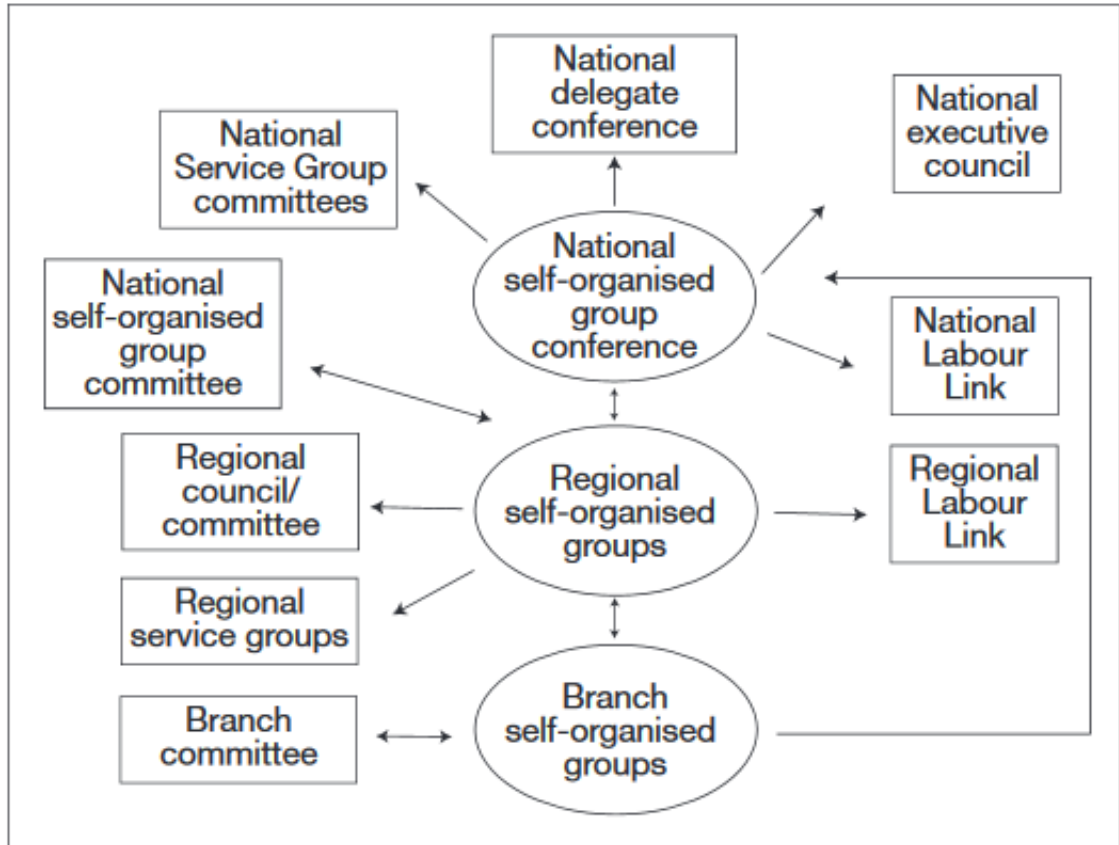 National
delegate
conference
National
executive
council
National
Service Group
committees
National
self-organised
group
conference
National
self-organised
group
committee
National
Labour
Link
Regional
council/
committee
Regional
self-organised
groups
Regional
Labour
Link
Regional
service groups
Branch
committee
Branch
self-organised
groups